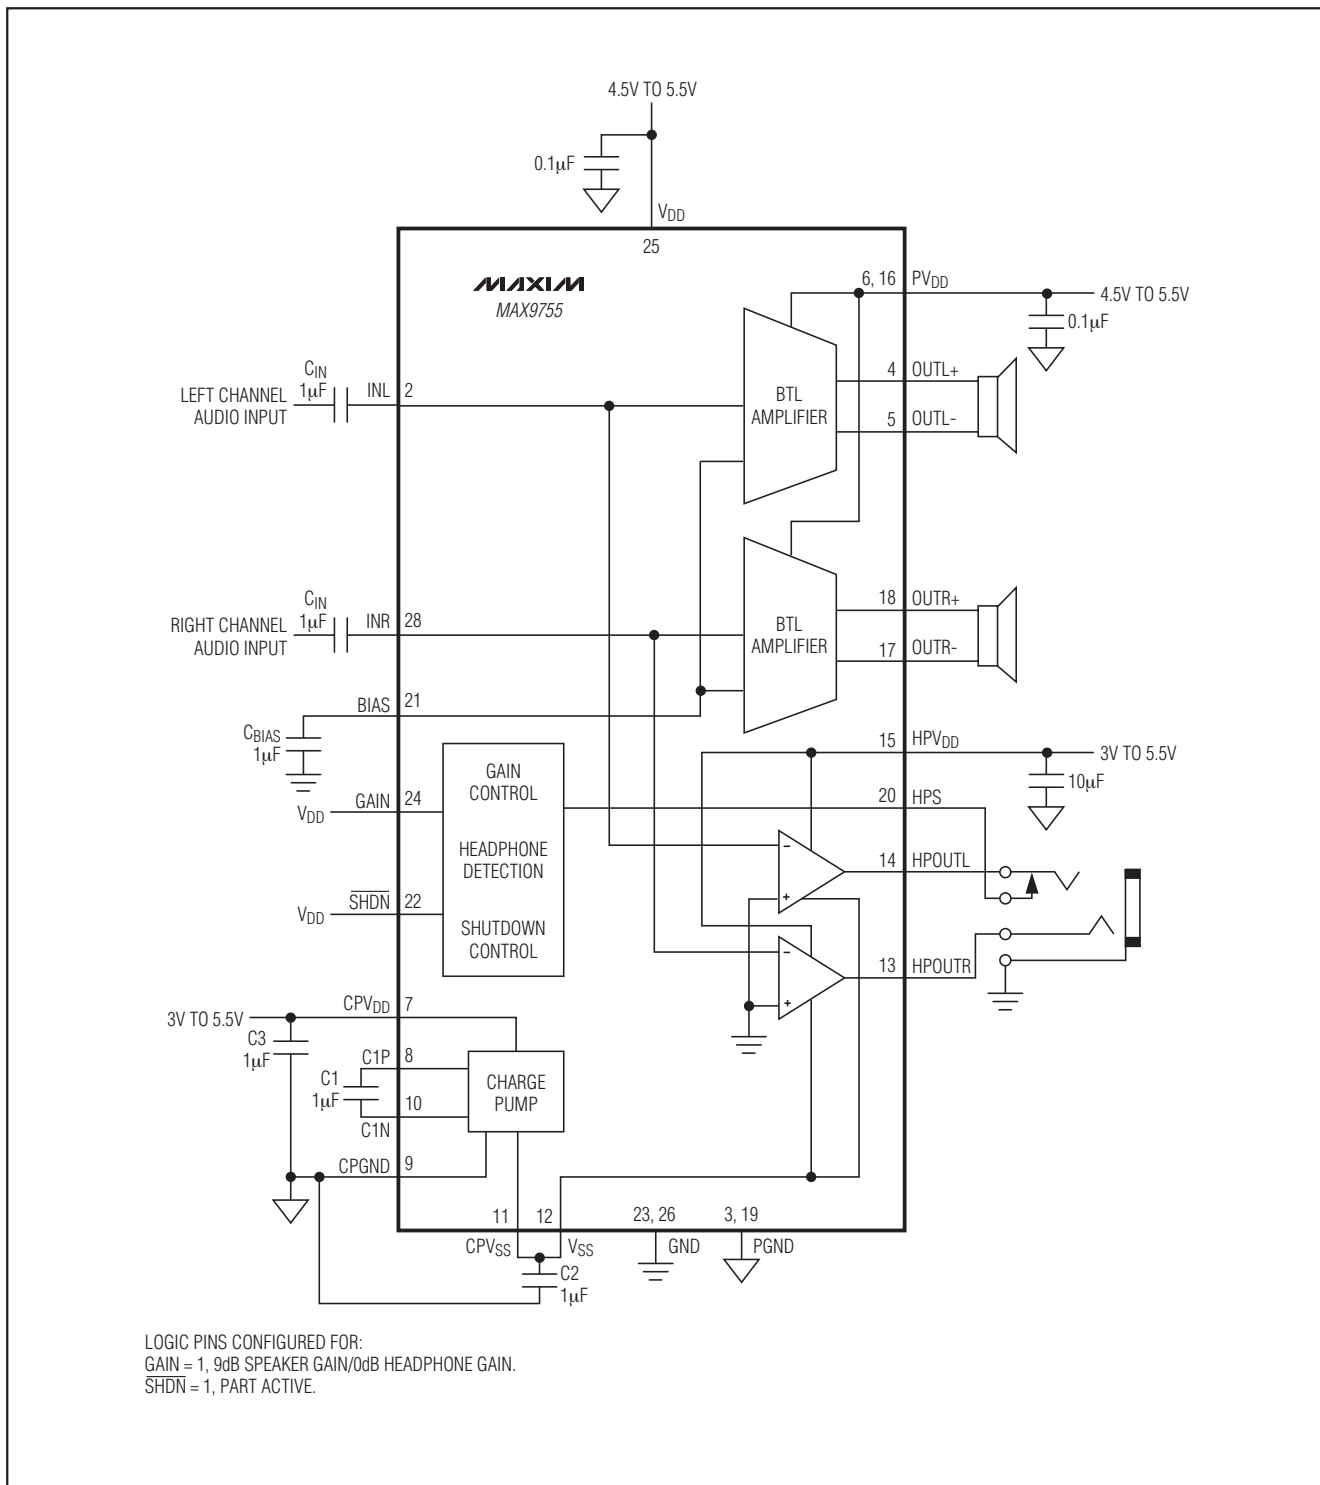 4.5V TO 5.5V
0.1µF
VDD
25
MAXIM
MAX9755
6, 16
PVDD
4.5V TO 5.5V
0.1µF
CIN
1µF
LEFT CHANNEL
AUDIO INPUT
INL
2
BTL
AMPLIFIER
4
OUTL+
5
OUTL-
CIN
1µF
RIGHT CHANNEL
AUDIO INPUT
INR
28
BTL
AMPLIFIER
18
OUTR+
17
OUTR-
BIAS
21
CBIAS
1µF
15
HPVDD
3V TO 5.5V
10µF
GAIN
CONTROL
HEADPHONE
DETECTION
SHUTDOWN
CONTROL
VDD
GAIN
24
20
HPS
VDD
SHDN
22
−
+
14
HPOUTL
−
+
13
HPOUTR
3V TO 5.5V
CPVDD
7
C3
1µF
C1P
8
C1
1µF
10
C1N
CHARGE
PUMP
CPGND
9
11
12
23, 26
3, 19
CPVSS
VSS
GND
PGND
C2
1µF
LOGIC PINS CONFIGURED FOR:
GAIN = 1, 9dB SPEAKER GAIN/0dB HEADPHONE GAIN.
SHDN = 1, PART ACTIVE.